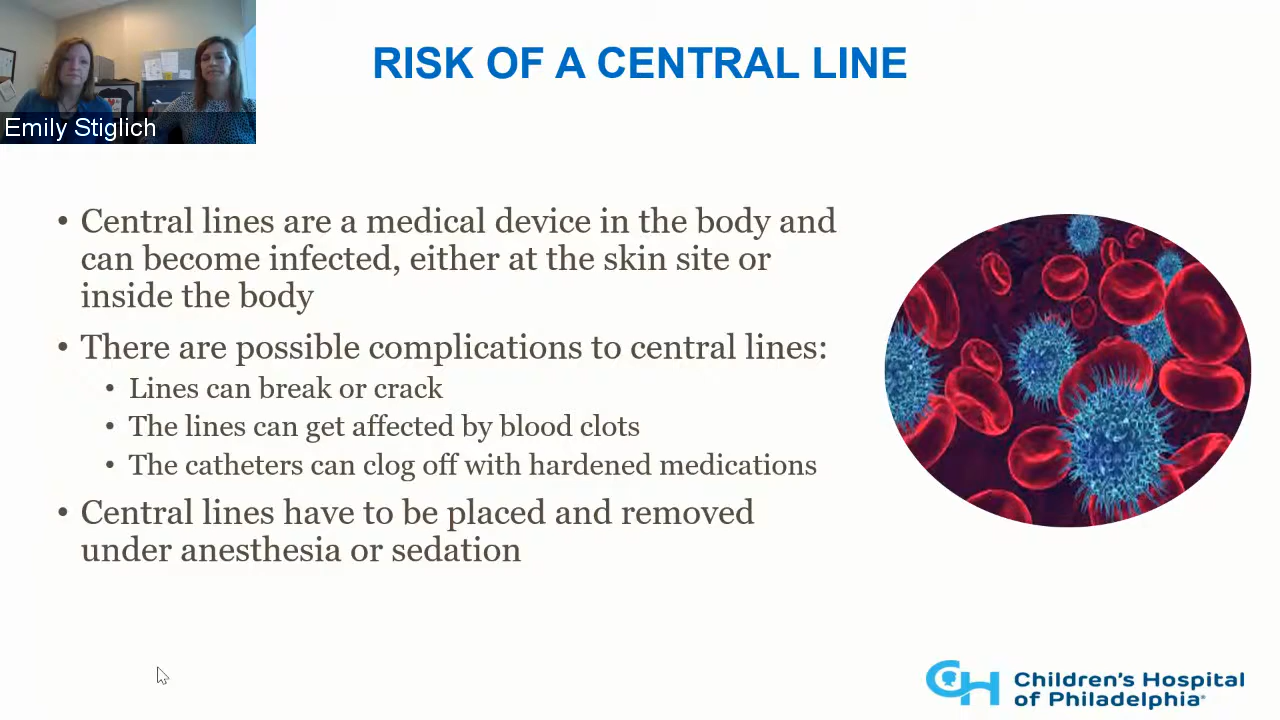 RISK OF A CENTRAL LINE
Emily Stiglich
• Central lines are a medical device in the body and
can become infected, either at the skin site or
inside the body
• There are possible complications to central lines:
• Lines can break or crack
• The lines can get affected by blood clots
• The catheters can clog off with hardened medications
• Central lines have to be placed and removed
under anesthesia or sedation
CH Children's Hospital
of Philadelphia®